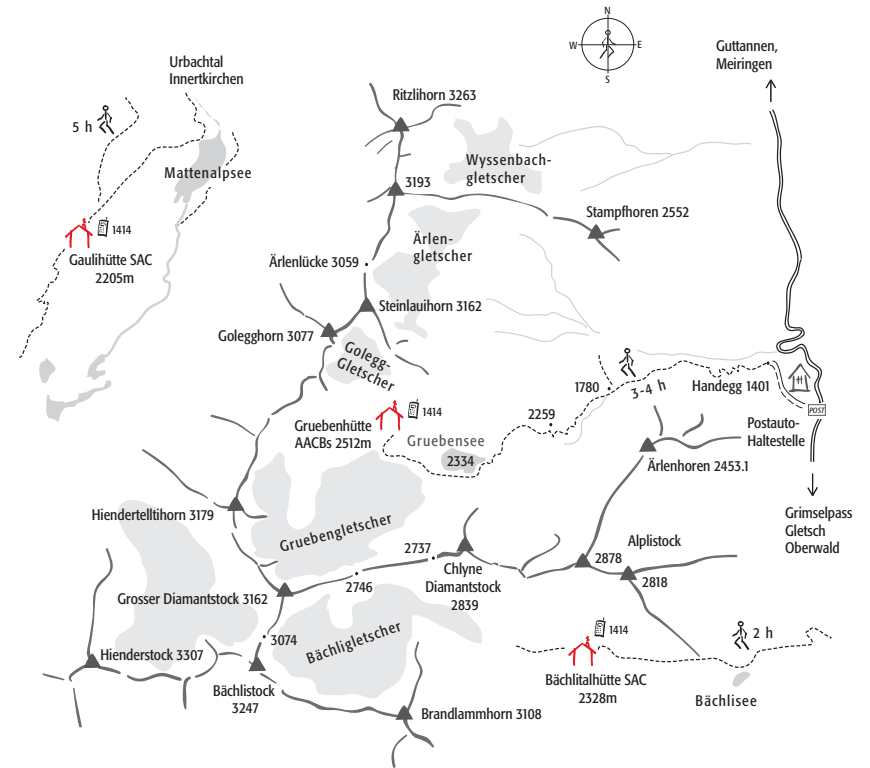 N
W
E
S
Urbachtal
Innertkirchen
Guttannen,
Meiringen
Ritzlihorn 3263
5 h
Mattenalpsee
Wyssenbach-
gletscher
3193
Stampfhoren 2552
1414
Gaulihütte SAC
2205m
Ärlen-
gletscher
Ärlenlücke 3059
Steinlauihorn 3162
Golegghorn 3077
Golegg-
Gletscher
3-4 h
1780
Handegg 1401
H
POST
1414
Gruebenhütte
AACBs 2512m
2259
Gruebensee
2334
Postauto-
Haltestelle
Ärlenhoren 2453.1
Hiendertelltihorn 3179
Gruebengletscher
Grimselpass
Gletsch
Oberwald
2737
Chlyne
Diamantstock
2839
2746
2878
Alplistock
2818
Grosser Diamantstock 3162
3074
Bächligletscher
Hienderstock 3307
1414
2 h
Bächlistock
3247
Bächlitalhütte SAC
2328m
Bächlisee
Brandlammhorn 3108